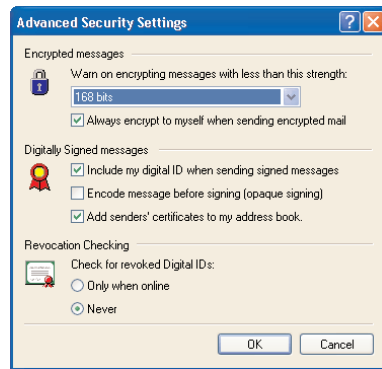 Advanced Security Settings
Encrypted messages
Warn on encrypting messages with less than this strength:
168 bits
Always encrypt to myself when sending encrypted mail
Digitally Signed messages
Include my digital ID when sending signed messages
Encode message before signing (opaque signing)
Add senders' certificates to my address book.
Revocation Checking
Check for revoked Digital IDs:
Only when online
Never
OK Cancel